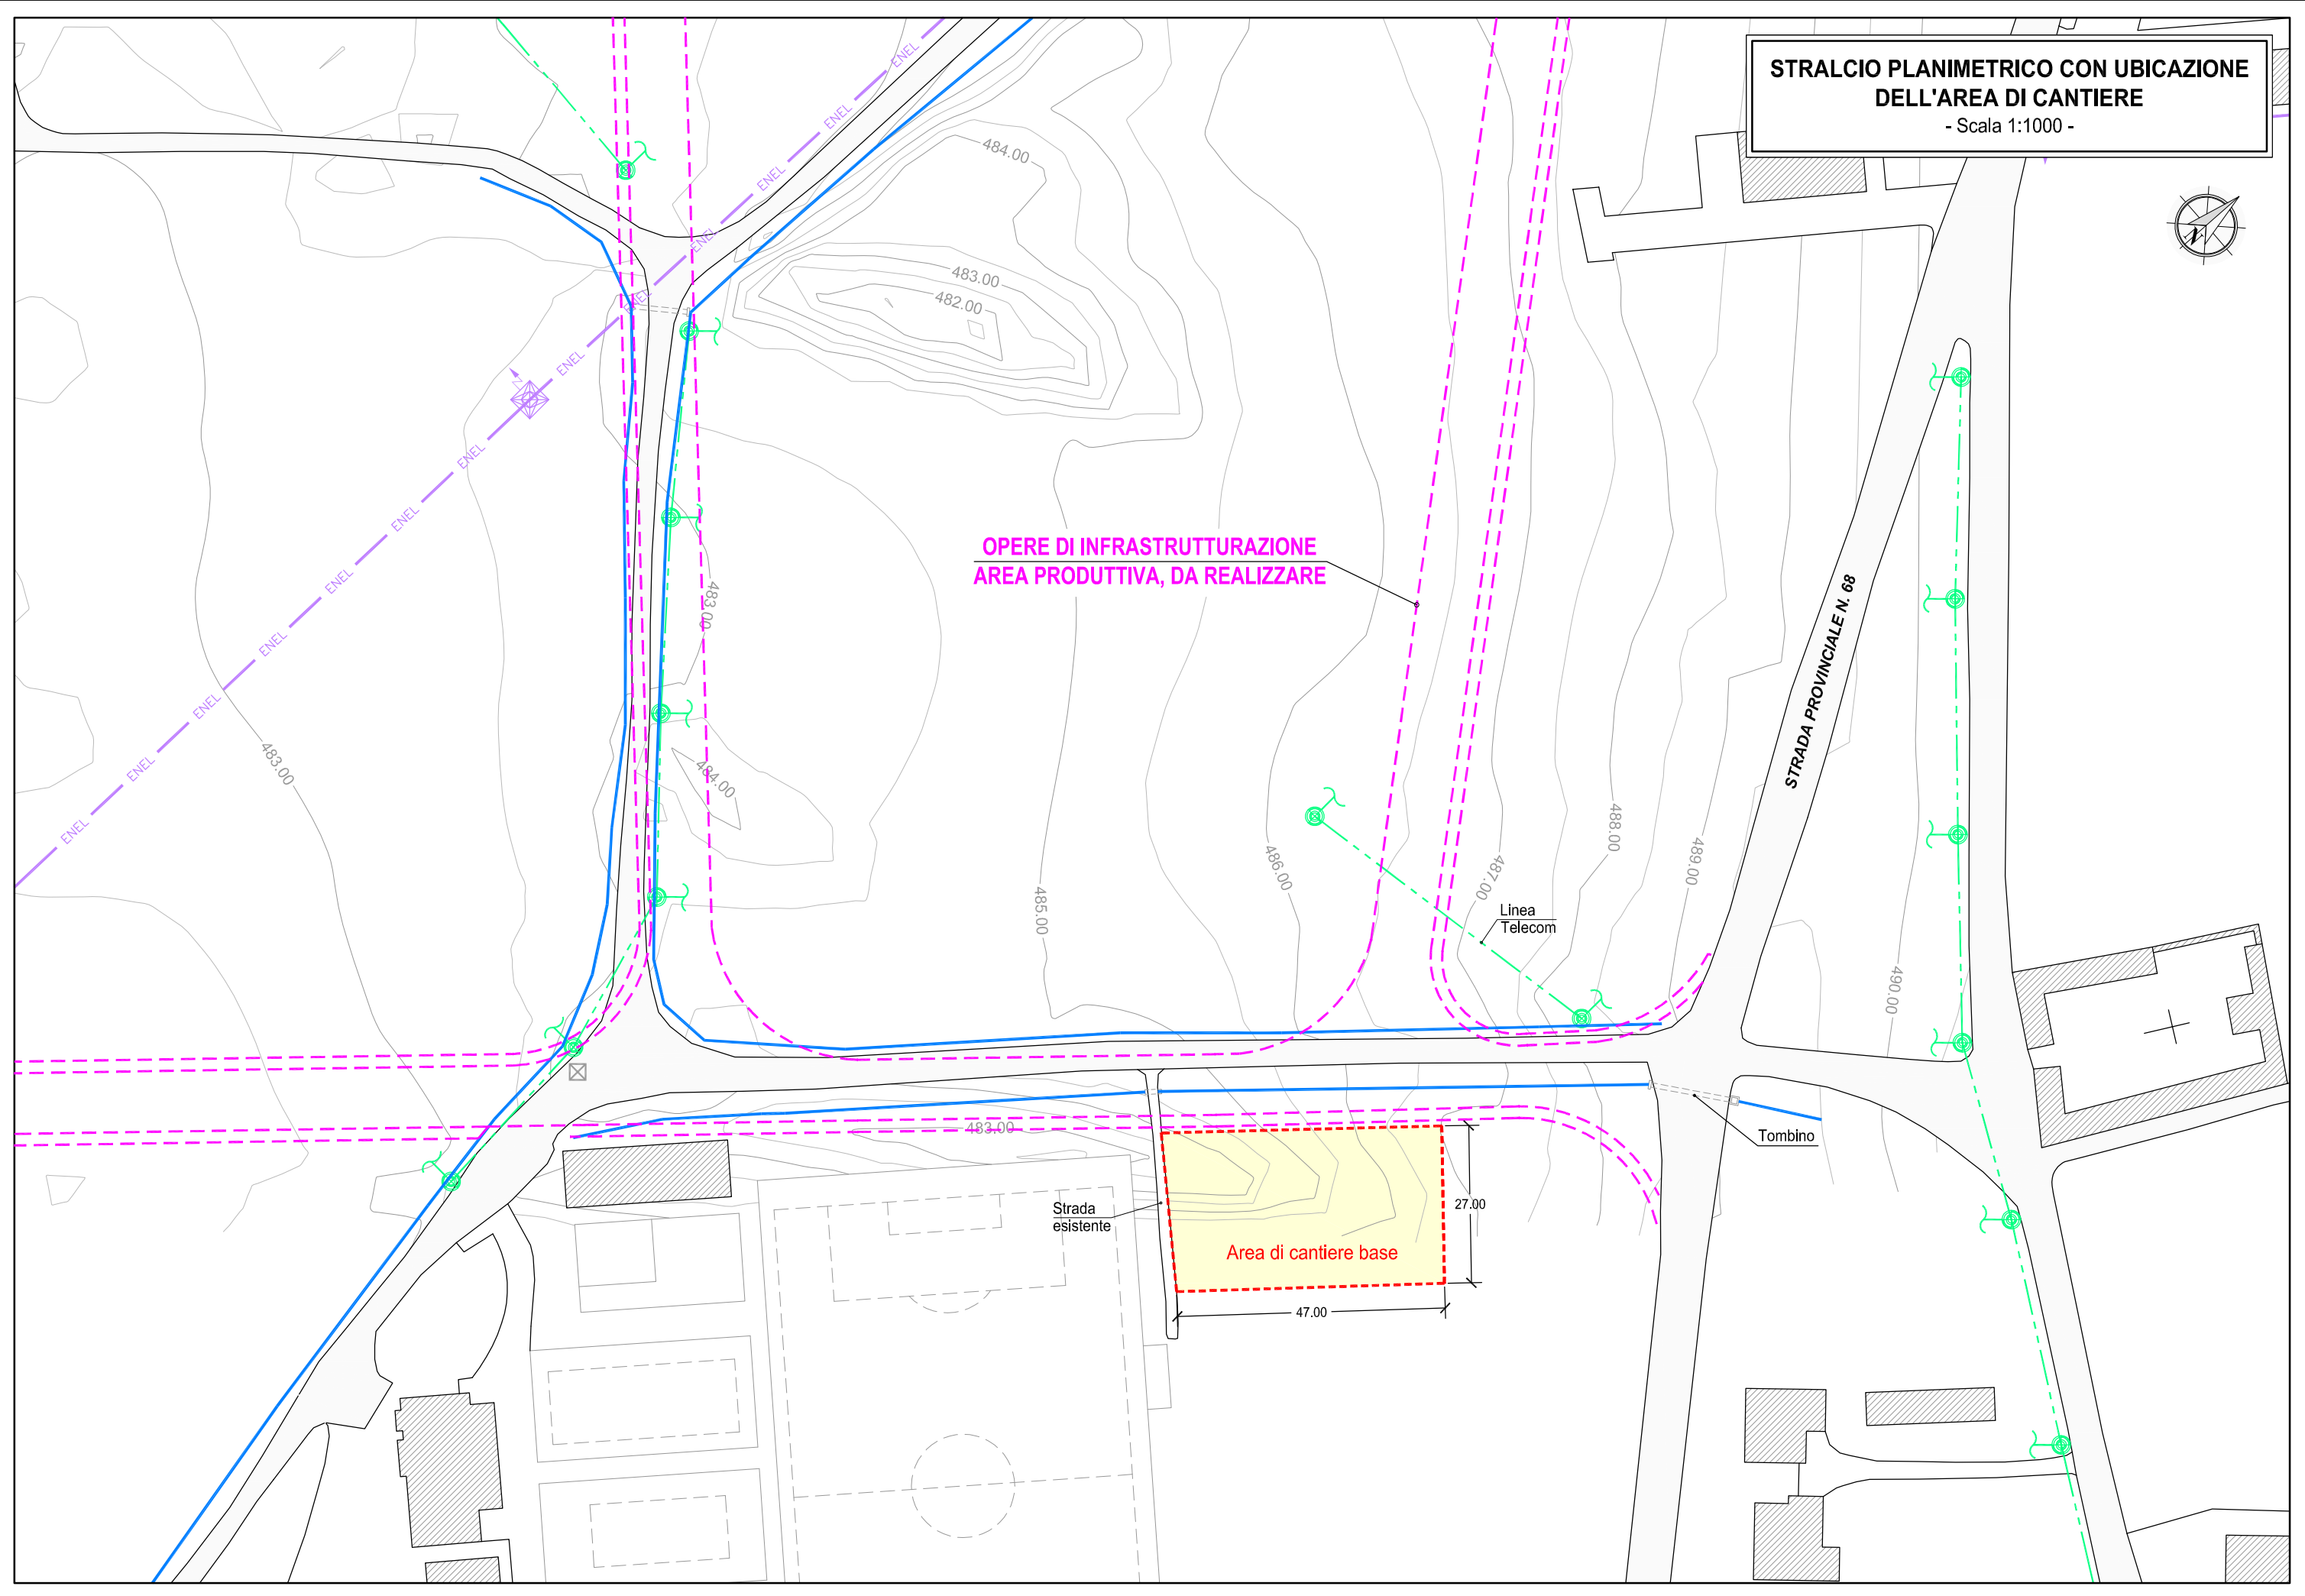 STRALCIO PLANIMETRICO CON UBICAZIONE
DELL'AREA DI CANTIERE
- Scala 1:1000 -
N
ENEL
ENEL
ENEL
ENEL
ENEL
ENEL
ENEL
ENEL
ENEL
ENEL
ENEL
ENEL
ENEL
484.00
483.00
482.00
OPERE DI INFRASTRUTTURAZIONE
AREA PRODUTTIVA, DA REALIZZARE
STRADA PROVINCIALE N. 68
483.00
483.00
484.00
485.00
486.00
487.00
488.00
489.00
490.00
Linea
Telecom
483.00
Tombino
Strada
esistente
27.00
Area di cantiere base
47.00